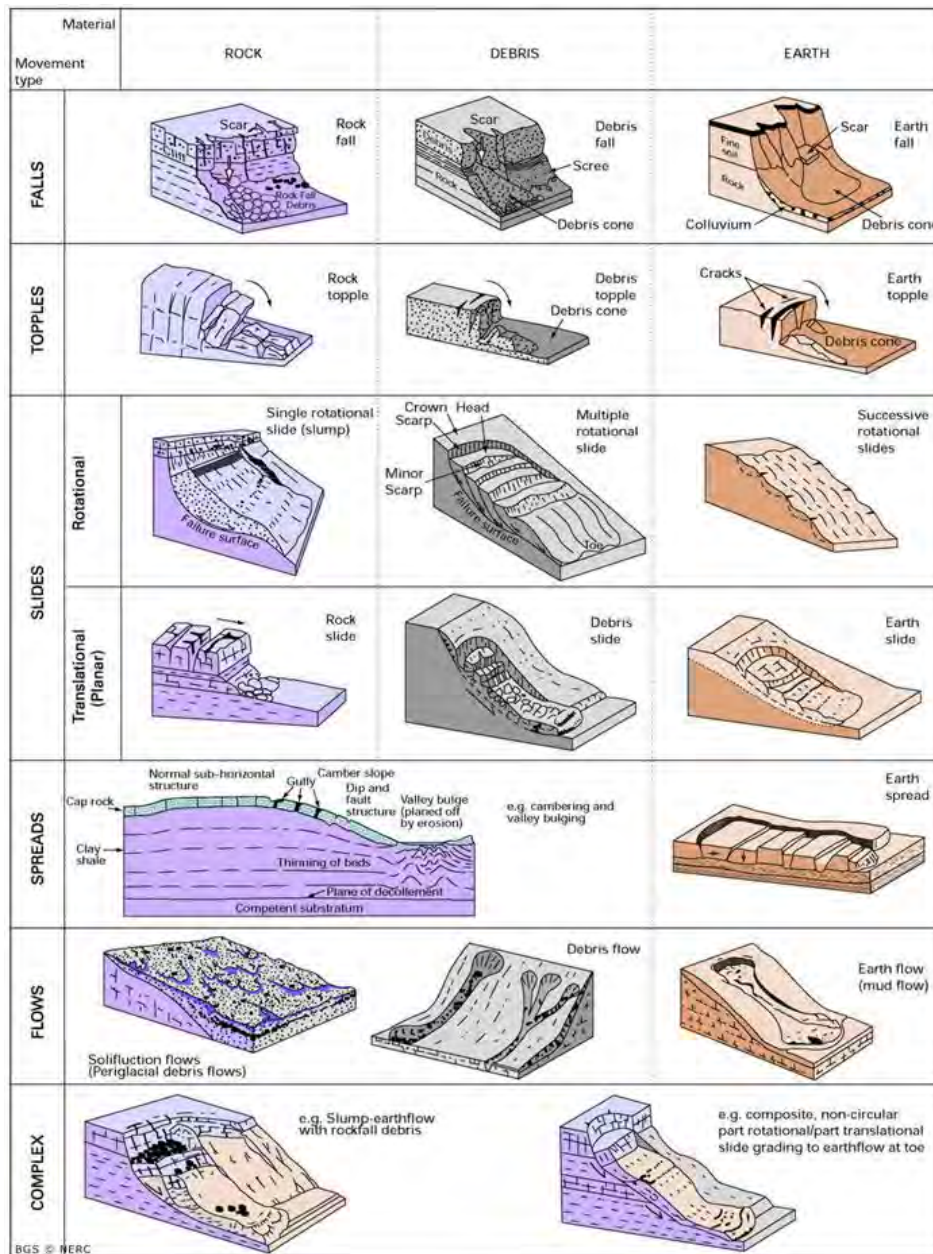 Material
Movement
type
ROCK
DEBRIS
EARTH
FALLS
Scar
Rock
fall
Rock Fall
Debris
Scar
Debris
fall
Scree
Rock
Debris cone
Earth
fall
Scar
Fine
soil
Rock
Colluvium
Debris cone
TOPPLES
Rock
topple
Debris
topple
Debris cone
Cracks
Earth
topple
Debris cone
SLIDES
Rotational
Single rotational
slide (slump)
Failure surface
Crown
Scarp
Head
Minor
Scarp
Multiple
rotational
slide
Failure surface
Toe
Successive
rotational
slides
Translational
(Planar)
Rock
slide
Debris
slide
Earth
slide
SPREADS
Normal sub-horizontal
structure
Gully
Camber slope
Dip and
fault
structure
Valley bulge
(planed off
by erosion)
Cap rock
Clay
shale
Thinning of beds
Plane of decollement
Competent substratum
e.g. cambering and
valley bulging
Earth
spread
FLOWS
Solifluction flows
(Periglacial debris flows)
Debris flow
Earth flow
(mud flow)
COMPLEX
e.g. Slump-earthflow
with rockfall debris
e.g. composite, non-circular
part rotational/part translational
slide grading to earthflow at toe
BGS © NERC